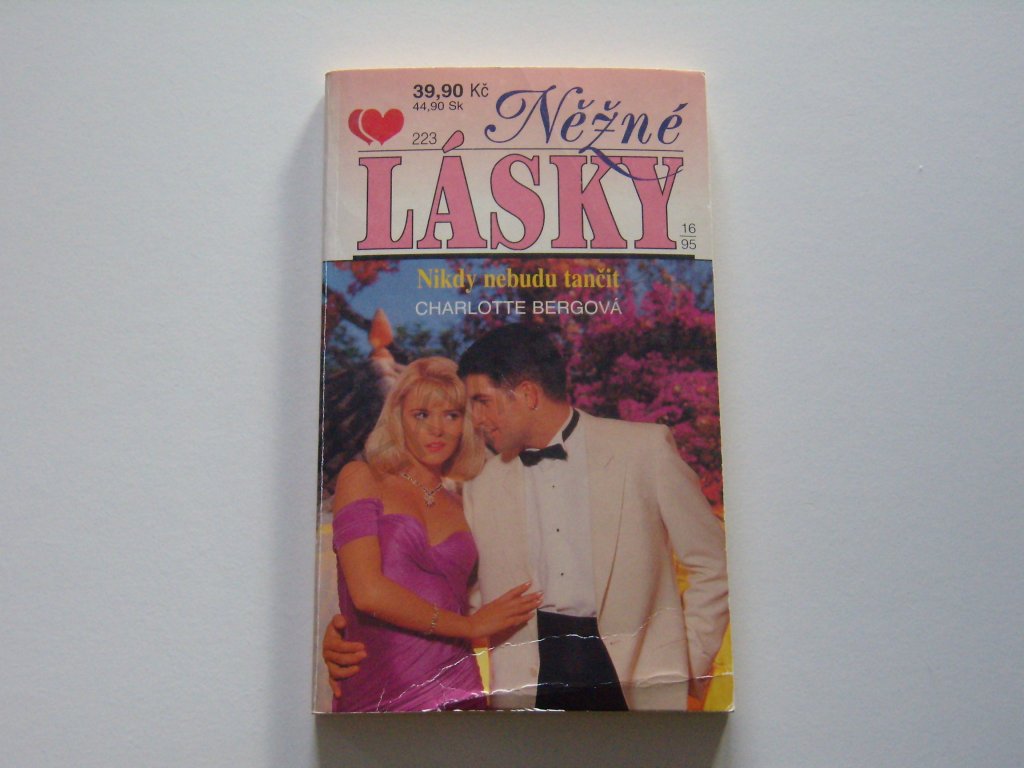 39,90 Kč
44,90 Sk
223
Něžné
LÁSKY
16
95
Nikdy nebudu tančit
CHARLOTTE BERGOVÁ